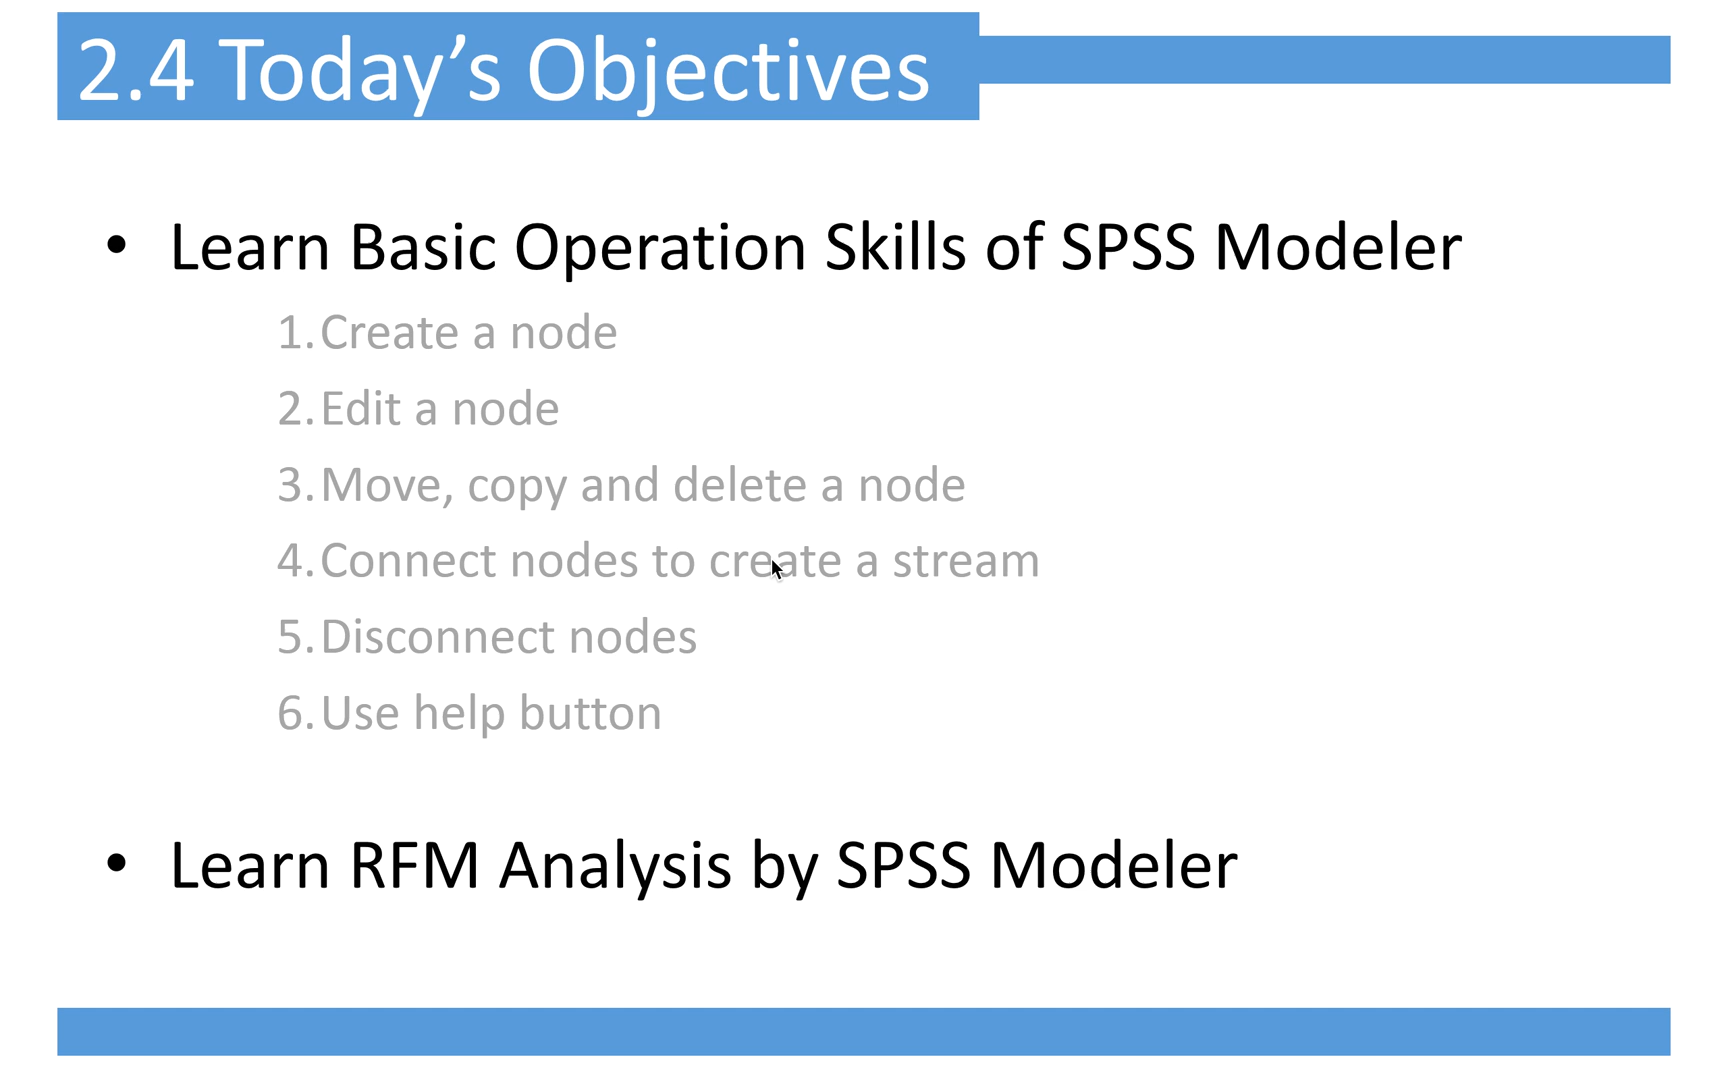 2.4 Today’s Objectives
• Learn Basic Operation Skills of SPSS Modeler
1. Create a node
2. Edit a node
3. Move, copy and delete a node
4. Connect nodes to create a stream
5. Disconnect nodes
6. Use help button
• Learn RFM Analysis by SPSS Modeler